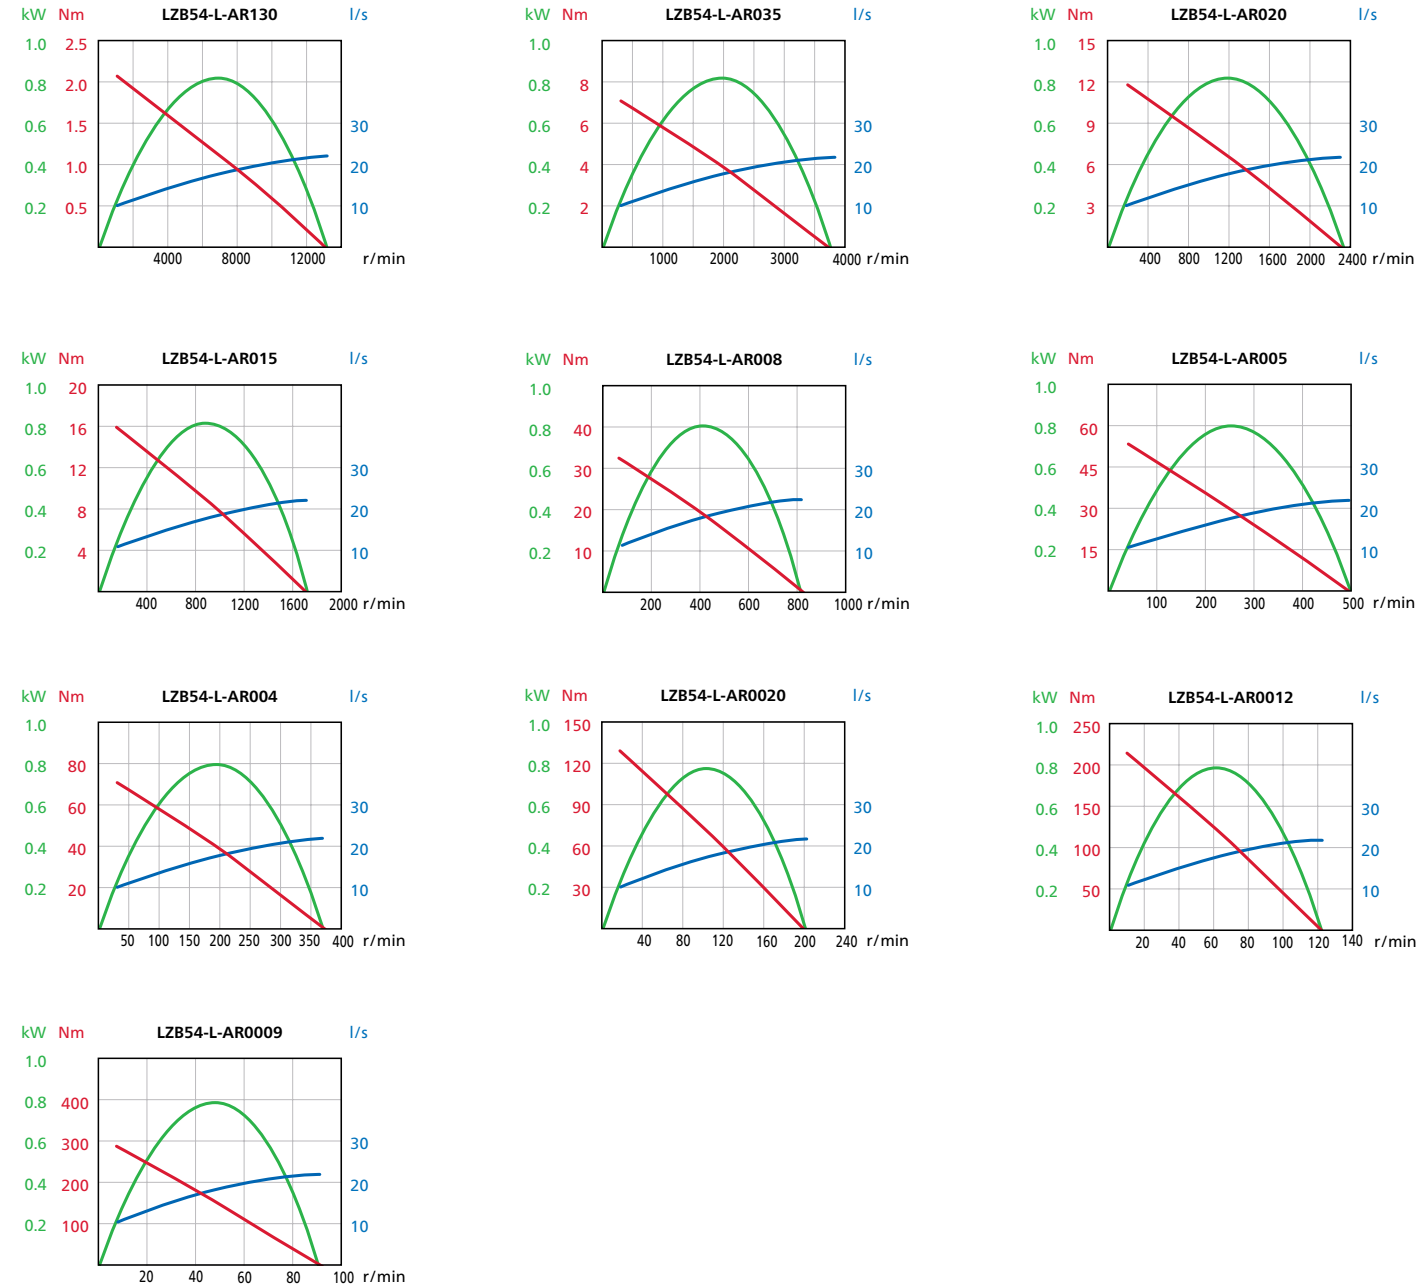 kW Nm LZB54-L-AR130 l/s
1.0 2.5
0.8 2.0
0.6 1.5 30
0.4 1.0 20
0.2 0.5 10
4000 8000 12000 r/min
kW Nm LZB54-L-AR035 l/s
1.0
0.8 8
0.6 6 30
0.4 4 20
0.2 2 10
1000 2000 3000 4000 r/min
kW Nm LZB54-L-AR020 l/s
1.0 15
0.8 12
0.6 9 30
0.4 6 20
0.2 3 10
400 800 1200 1600 2000 2400 r/min
kW Nm LZB54-L-AR015 l/s
1.0 20
0.8 16
0.6 12 30
0.4 8 20
0.2 4 10
400 800 1200 1600 2000 r/min
kW Nm LZB54-L-AR008 l/s
1.0
0.8 40
0.6 30 30
0.4 20 20
0.2 10 10
200 400 600 800 1000 r/min
kW Nm LZB54-L-AR005 l/s
1.0
0.8 60
0.6 45 30
0.4 30 20
0.2 15 10
100 200 300 400 500 r/min
kW Nm LZB54-L-AR004 l/s
1.0
0.8 80
0.6 60 30
0.4 40 20
0.2 20 10
50 100 150 200 250 300 350 400 r/min
kW Nm LZB54-L-AR0020 l/s
1.0 150
0.8 120
0.6 90 30
0.4 60 20
0.2 30 10
40 80 120 160 200 240 r/min
kW Nm LZB54-L-AR0012 l/s
1.0 250
0.8 200
0.6 150 30
0.4 100 20
0.2 50 10
20 40 60 80 100 120 140 r/min
kW Nm LZB54-L-AR0009 l/s
1.0
0.8 400
0.6 300 30
0.4 200 20
0.2 100 10
20 40 60 80 100 r/min